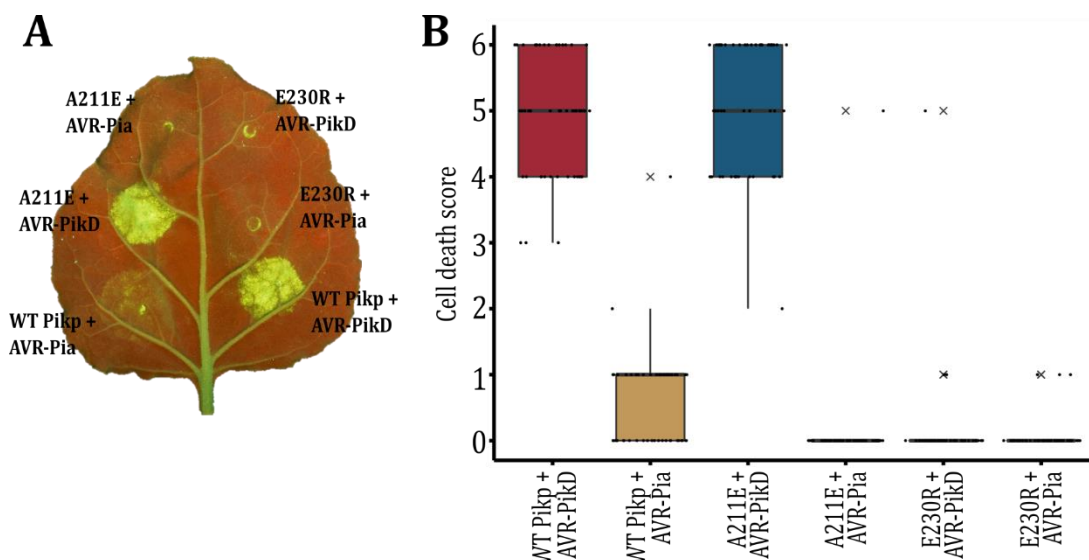 A
A211E +
AVR-Pia
E230R +
AVR-PikD
A211E +
AVR-PikD
E230R +
AVR-Pia
WT Pikp +
AVR-Pia
WT Pikp +
AVR-PikD
B
Cell death score
6
5
4
3
2
1
0
WT Pikp +
AVR-PikD
WT Pikp +
AVR-Pia
A211E +
AVR-PikD
A211E +
AVR-Pia
E230R +
AVR-PikD
E230R +
AVR-Pia